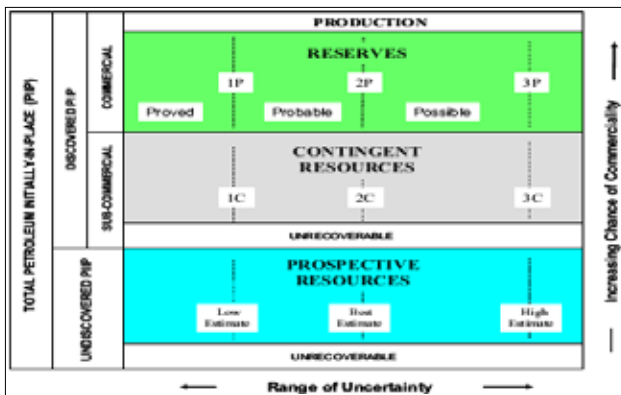 PRODUCTION
RESERVES
1P
2P
3P
Proved
Probable
Possible
CONTINGENT
RESOURCES
1C
2C
3C
UNRECOVERABLE
PROSPECTIVE
RESOURCES
Low
Estimate
Best
Estimate
High
Estimate
UNRECOVERABLE
Range of Uncertainty
TOTAL PETROLEUM INITIALLY-IN-PLACE (PIIP)
DISCOVERED PIIP
UNDISCOVERED PIIP
COMMERCIAL
SUB-COMMERCIAL
Increasing Chance of Commerciality